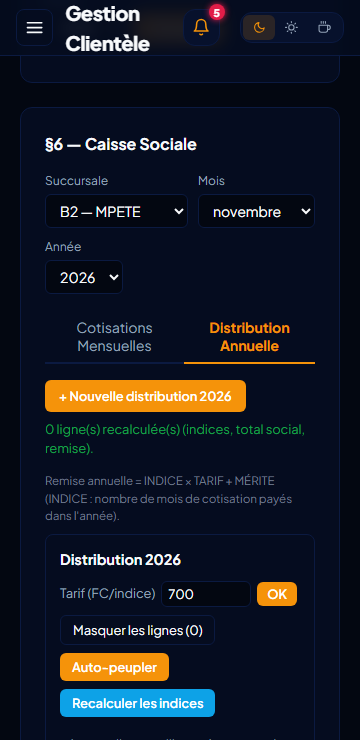 Gestion
Clientèle
5
§6 — Caisse Sociale
Succursale
Mois
B2 — MPETE
novembre
Année
2026
Cotisations
Mensuelles
Distribution
Annuelle
+ Nouvelle distribution 2026
0 ligne(s) recalculée(s) (indices, total social,
remise).
Remise annuelle = INDICE × TARIF + MÉRITE
(INDICE : nombre de mois de cotisation payés
dans l'année).
Distribution 2026
Tarif (FC/indice)
700
OK
Masquer les lignes (0)
Auto-peupler
Recalculer les indices